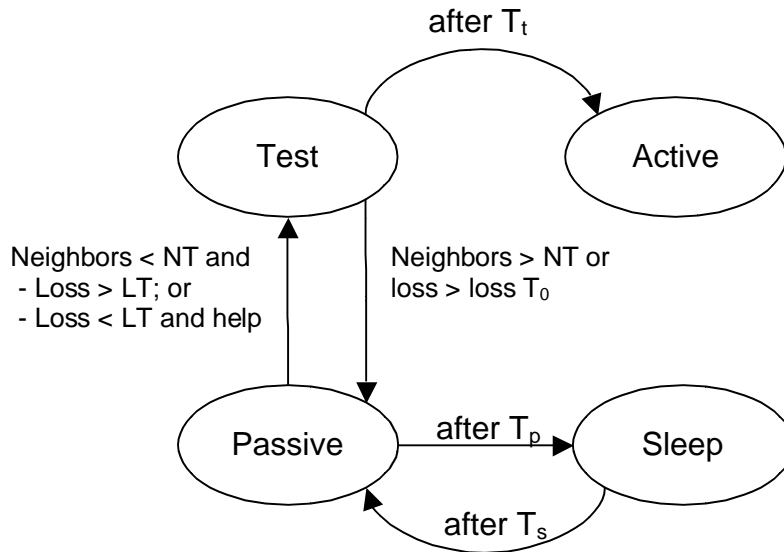 after Tt
Test
Active
Neighbors < NT and
- Loss > LT; or
- Loss < LT and help
Neighbors > NT or
loss > loss T0
Passive
after Tp
Sleep
after Ts